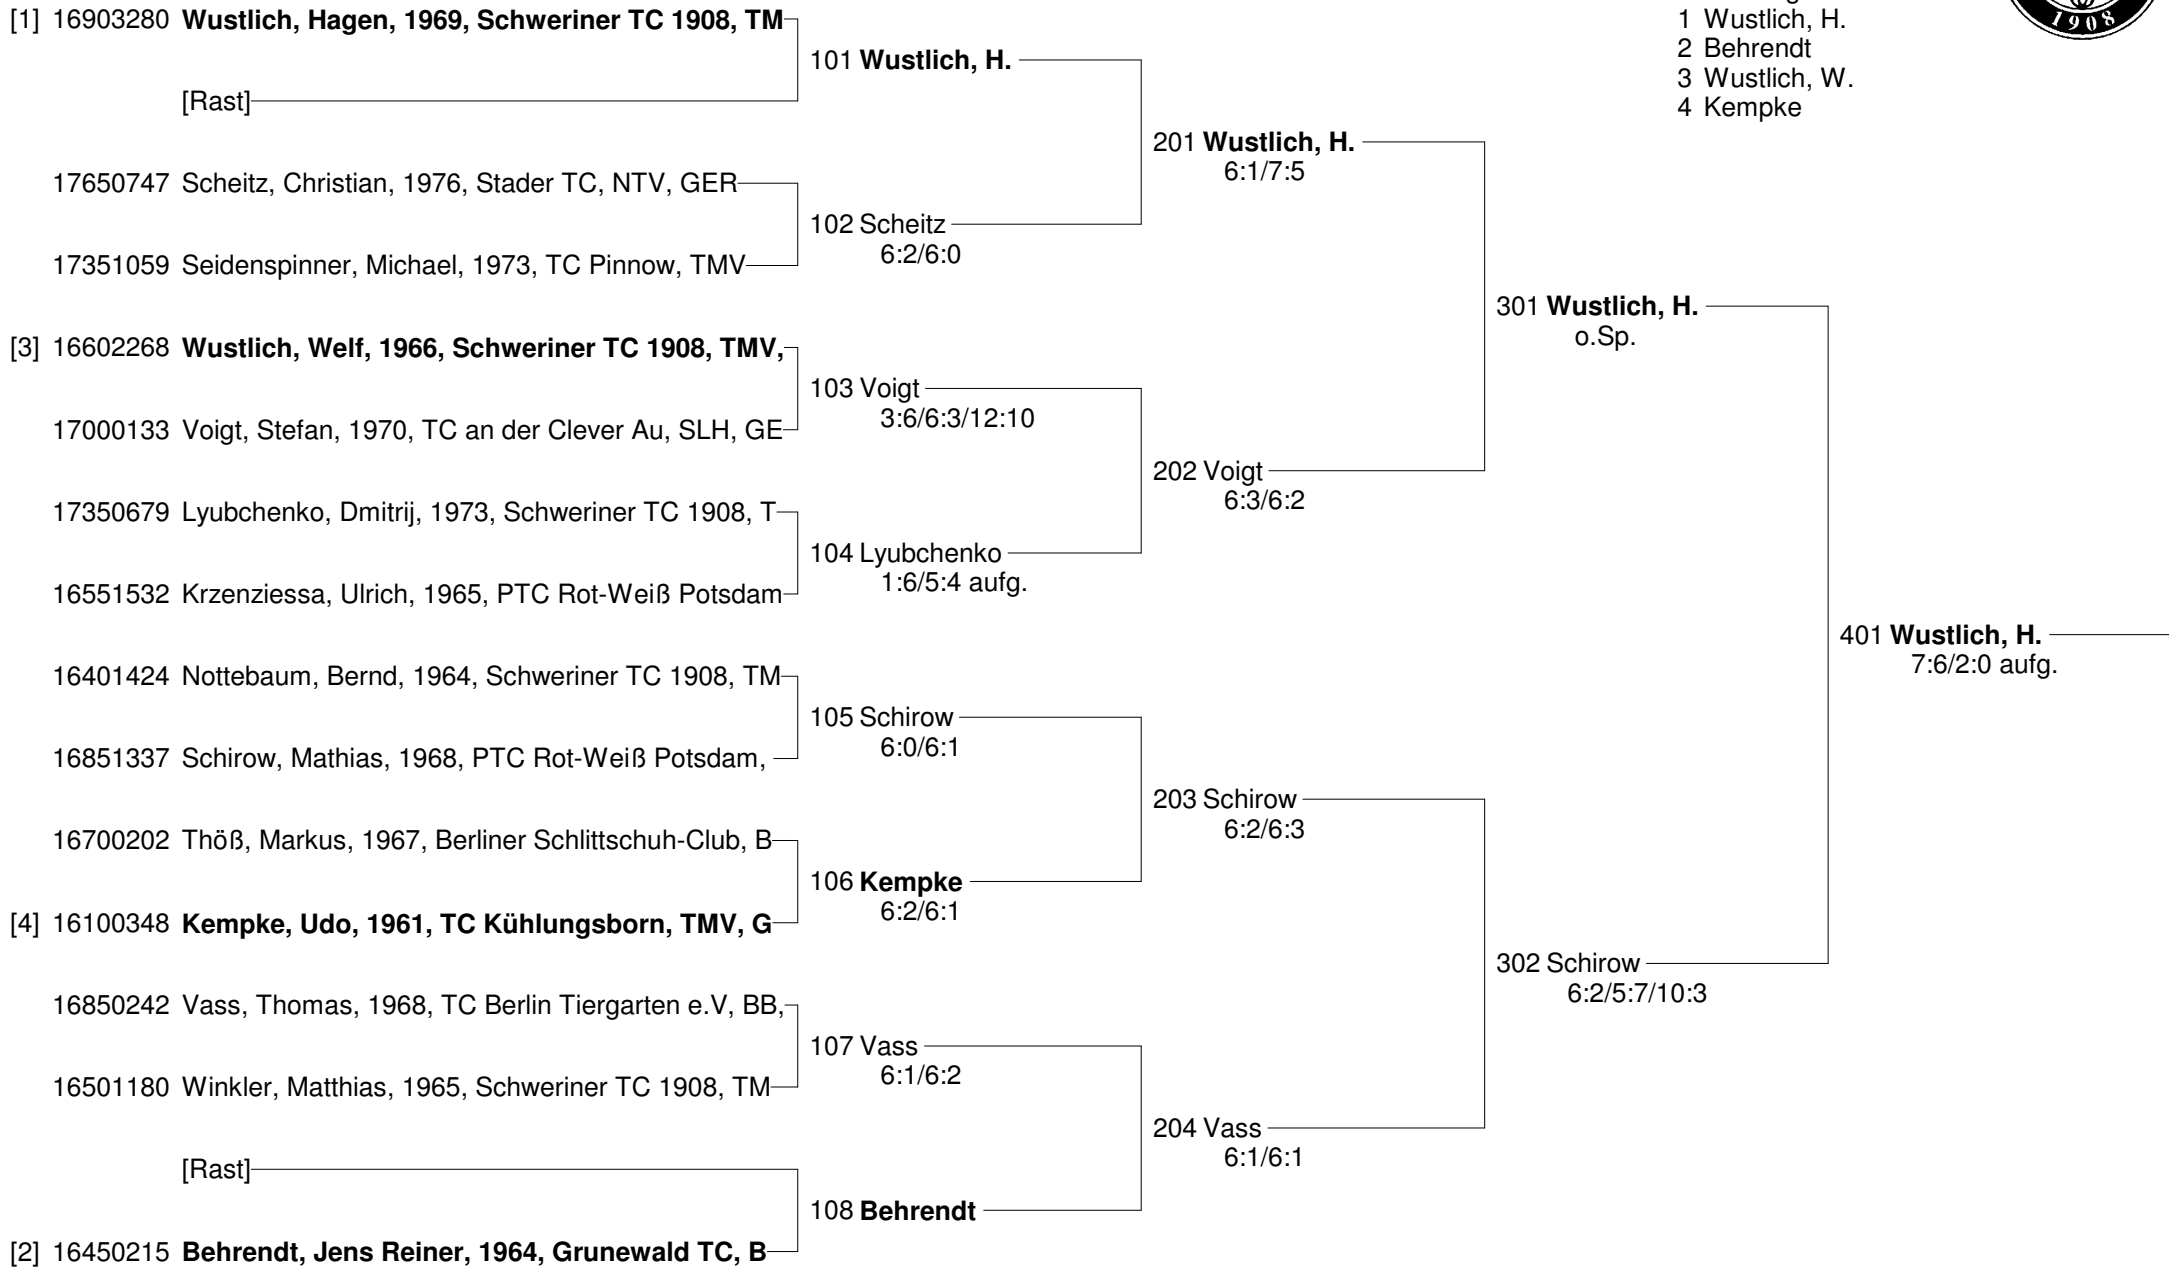 [1] 16903280 Wustlich, Hagen, 1969, Schweriner TC 1908, TM
[Rast]
17650747 Scheitz, Christian, 1976, Stader TC, NTV, GER
17351059 Seidenspinner, Michael, 1973, TC Pinnow, TMV
[3] 16602268 Wustlich, Welf, 1966, Schweriner TC 1908, TMV,
17000133 Voigt, Stefan, 1970, TC an der Clever Au, SLH, GE
17350679 Lyubchenko, Dmitrij, 1973, Schweriner TC 1908, T
16551532 Krzenziessa, Ulrich, 1965, PTC Rot-Weiß Potsdam
16401424 Nottebaum, Bernd, 1964, Schweriner TC 1908, TM
16851337 Schirow, Mathias, 1968, PTC Rot-Weiß Potsdam,
16700202 Thöß, Markus, 1967, Berliner Schlittschuh-Club, B
[4] 16100348 Kempke, Udo, 1961, TC Kühlungsborn, TMV, G
16850242 Vass, Thomas, 1968, TC Berlin Tiergarten e.V, BB,
16501180 Winkler, Matthias, 1965, Schweriner TC 1908, TM
[Rast]
[2] 16450215 Behrendt, Jens Reiner, 1964, Grunewald TC, B
101 Wustlich, H.
102 Scheitz
6:2/6:0
103 Voigt
3:6/6:3/12:10
104 Lyubchenko
1:6/5:4 aufg.
105 Schirow
6:0/6:1
106 Kempke
6:2/6:1
107 Vass
6:1/6:2
108 Behrendt
201 Wustlich, H.
6:1/7:5
202 Voigt
6:3/6:2
203 Schirow
6:2/6:3
204 Vass
6:1/6:1
301 Wustlich, H.
o.Sp.
302 Schirow
6:2/5:7/10:3
401 Wustlich, H.
7:6/2:0 aufg.
1 Wustlich, H.
2 Behrendt
3 Wustlich, W.
4 Kempke
1908